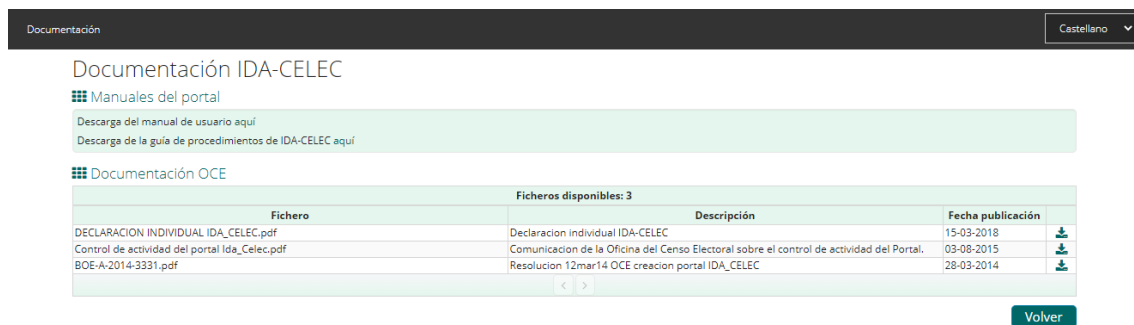 Documentación
Castellano
Documentación IDA-CELEC
Manuales del portal
Descarga del manual de usuario aquí
Descarga de la guía de procedimientos de IDA-CELEC aquí
Documentación OCE
Ficheros disponibles: 3
Fichero Descripción Fecha publicación
DECLARACION INDIVIDUAL IDA_CELEC.pdf Declaracion individual IDA-CELEC 15-03-2018
Control de actividad del portal Ida_Celec.pdf Comunicacion de la Oficina del Censo Electoral sobre el control de actividad del Portal. 03-08-2015
BOE-A-2014-3331.pdf Resolucion 12mar14 OCE creacion portal IDA_CELEC 28-03-2014
Volver